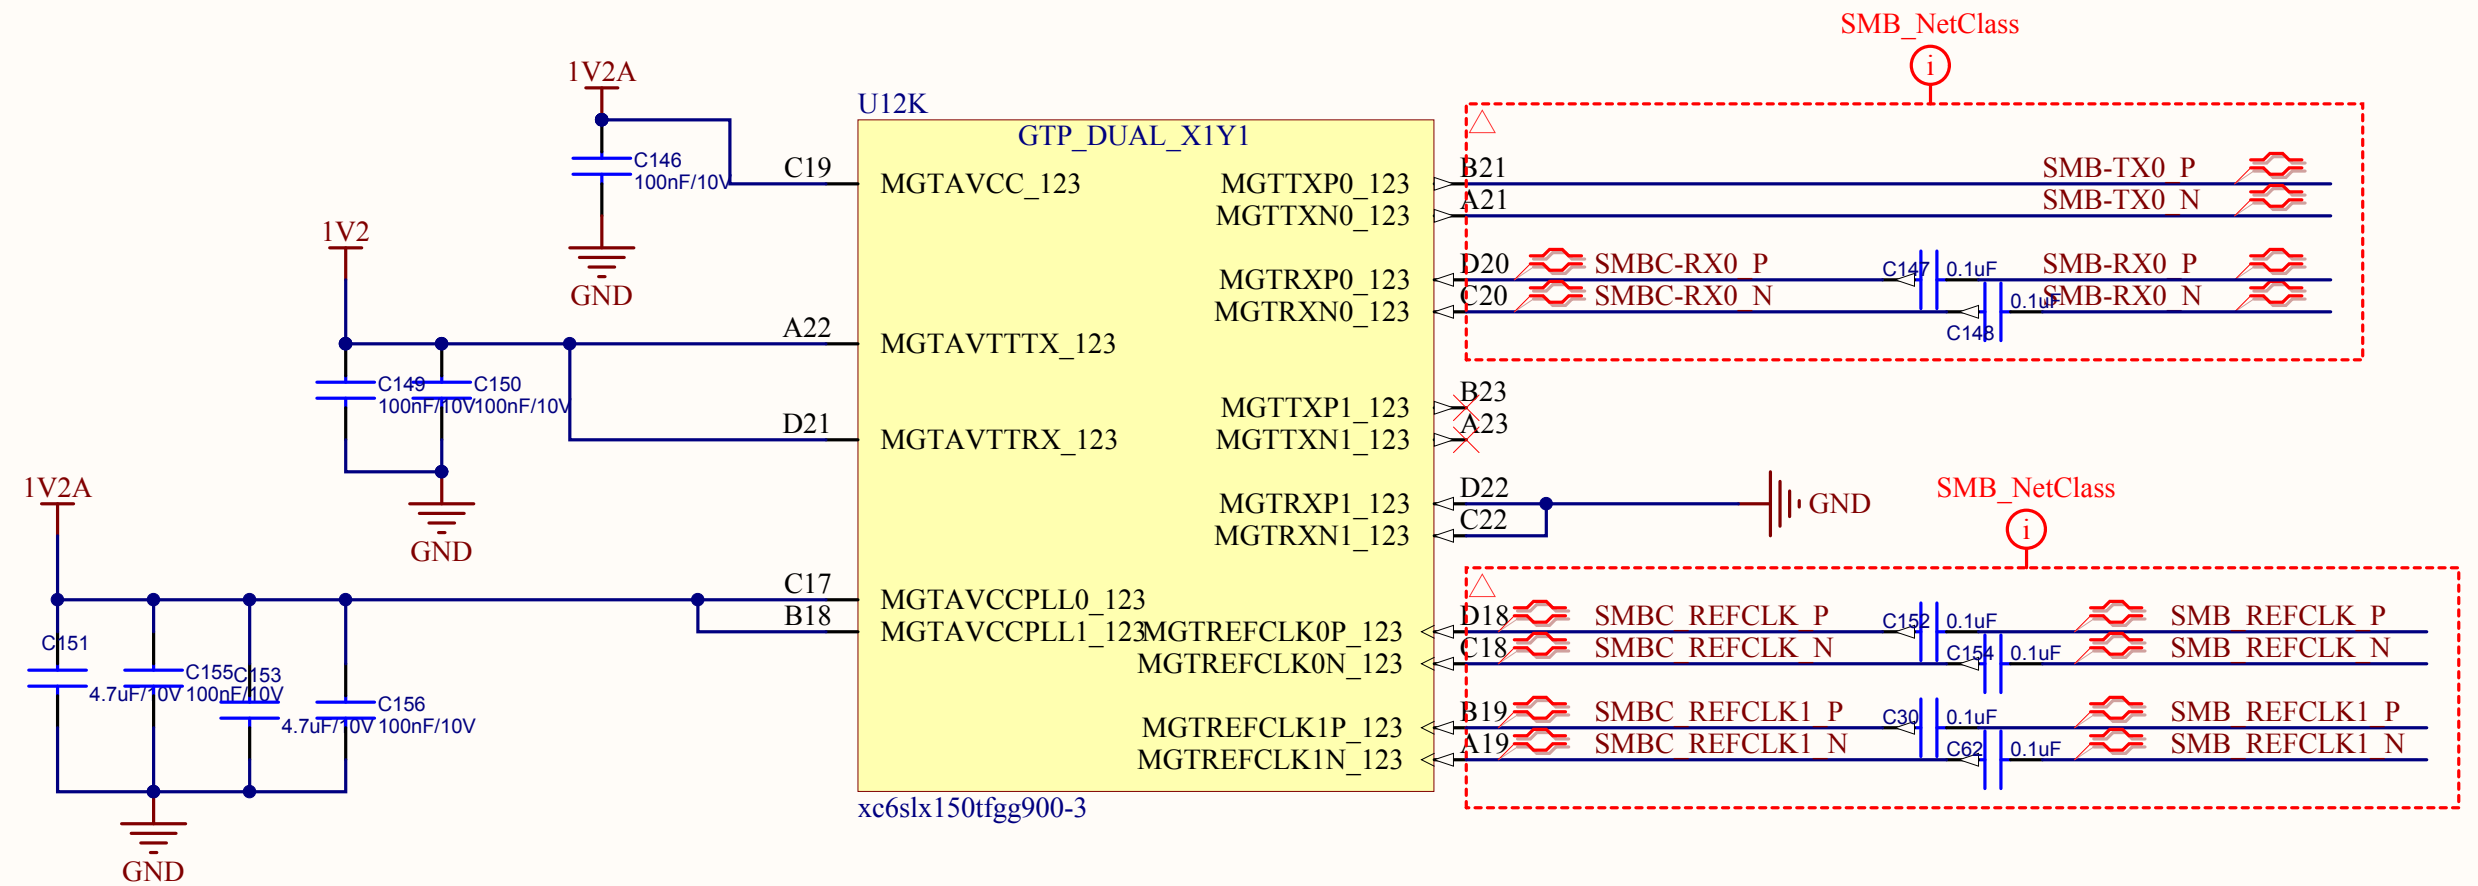 SMB_NetClass
i
1V2A
C146
100nF/10V
GND
1V2
C149
100nF/10V
C150
100nF/10V
GND
1V2A
C151
4.7uF/10V
C155
100nF/10V
C153
4.7uF/10V
C156
100nF/10V
GND
U12K
GTP_DUAL_X1Y1
C19 MGTAVCC_123
A22 MGTAVTTTX_123
D21 MGTAVTTRX_123
C17 MGTAVCCPLL0_123
B18 MGTAVCCPLL1_123
MGTTXP0_123 B21 SMB-TX0_P
MGTTXN0_123 A21 SMB-TX0_N
MGTRXP0_123 D20 SMBC-RX0_P C147 0.1uF SMB-RX0_P
MGTRXN0_123 C20 SMBC-RX0_N C148 0.1uF SMB-RX0_N
MGTTXP1_123 B23
MGTTXN1_123 A23
MGTRXP1_123 D22 GND
MGTRXN1_123 C22
SMB_NetClass
i
MGTREFCLK0P_123 D18 SMBC_REFCLK_P C152 0.1uF SMB_REFCLK_P
MGTREFCLK0N_123 C18 SMBC_REFCLK_N C154 0.1uF SMB_REFCLK_N
MGTREFCLK1P_123 B19 SMBC_REFCLK1_P C30 0.1uF SMB_REFCLK1_P
MGTREFCLK1N_123 A19 SMBC_REFCLK1_N C62 0.1uF SMB_REFCLK1_N
xc6slx150tfgg900-3